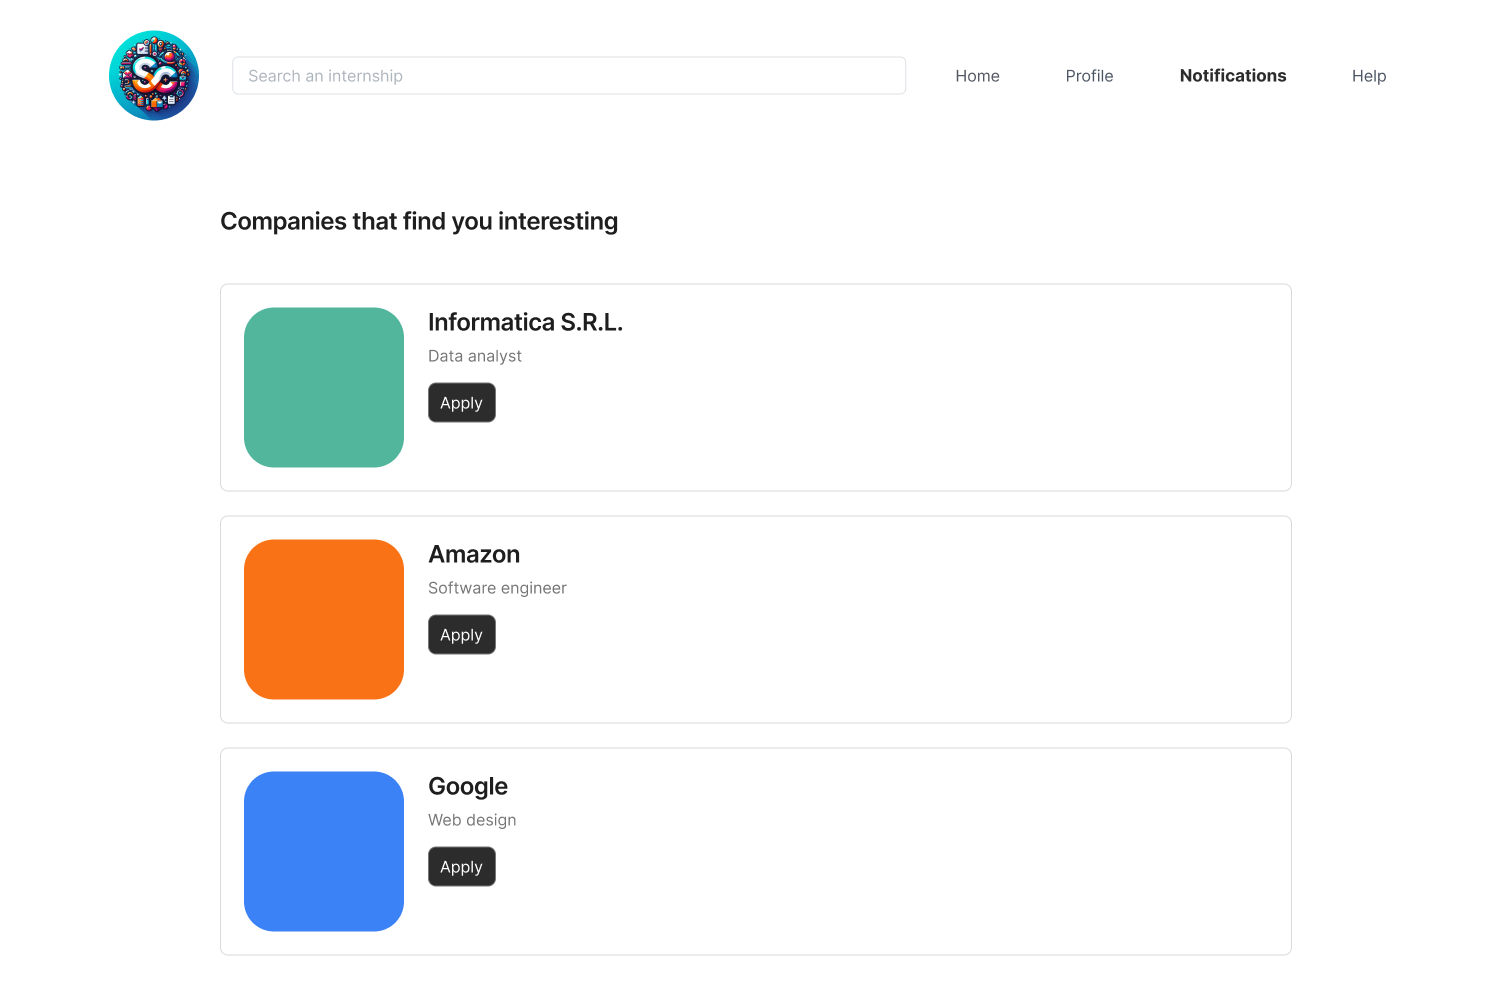 SC
Search an internship
Home
Profile
Notifications
Help
Companies that find you interesting
Informatica S.R.L.
Data analyst
Apply
Amazon
Software engineer
Apply
Google
Web design
Apply